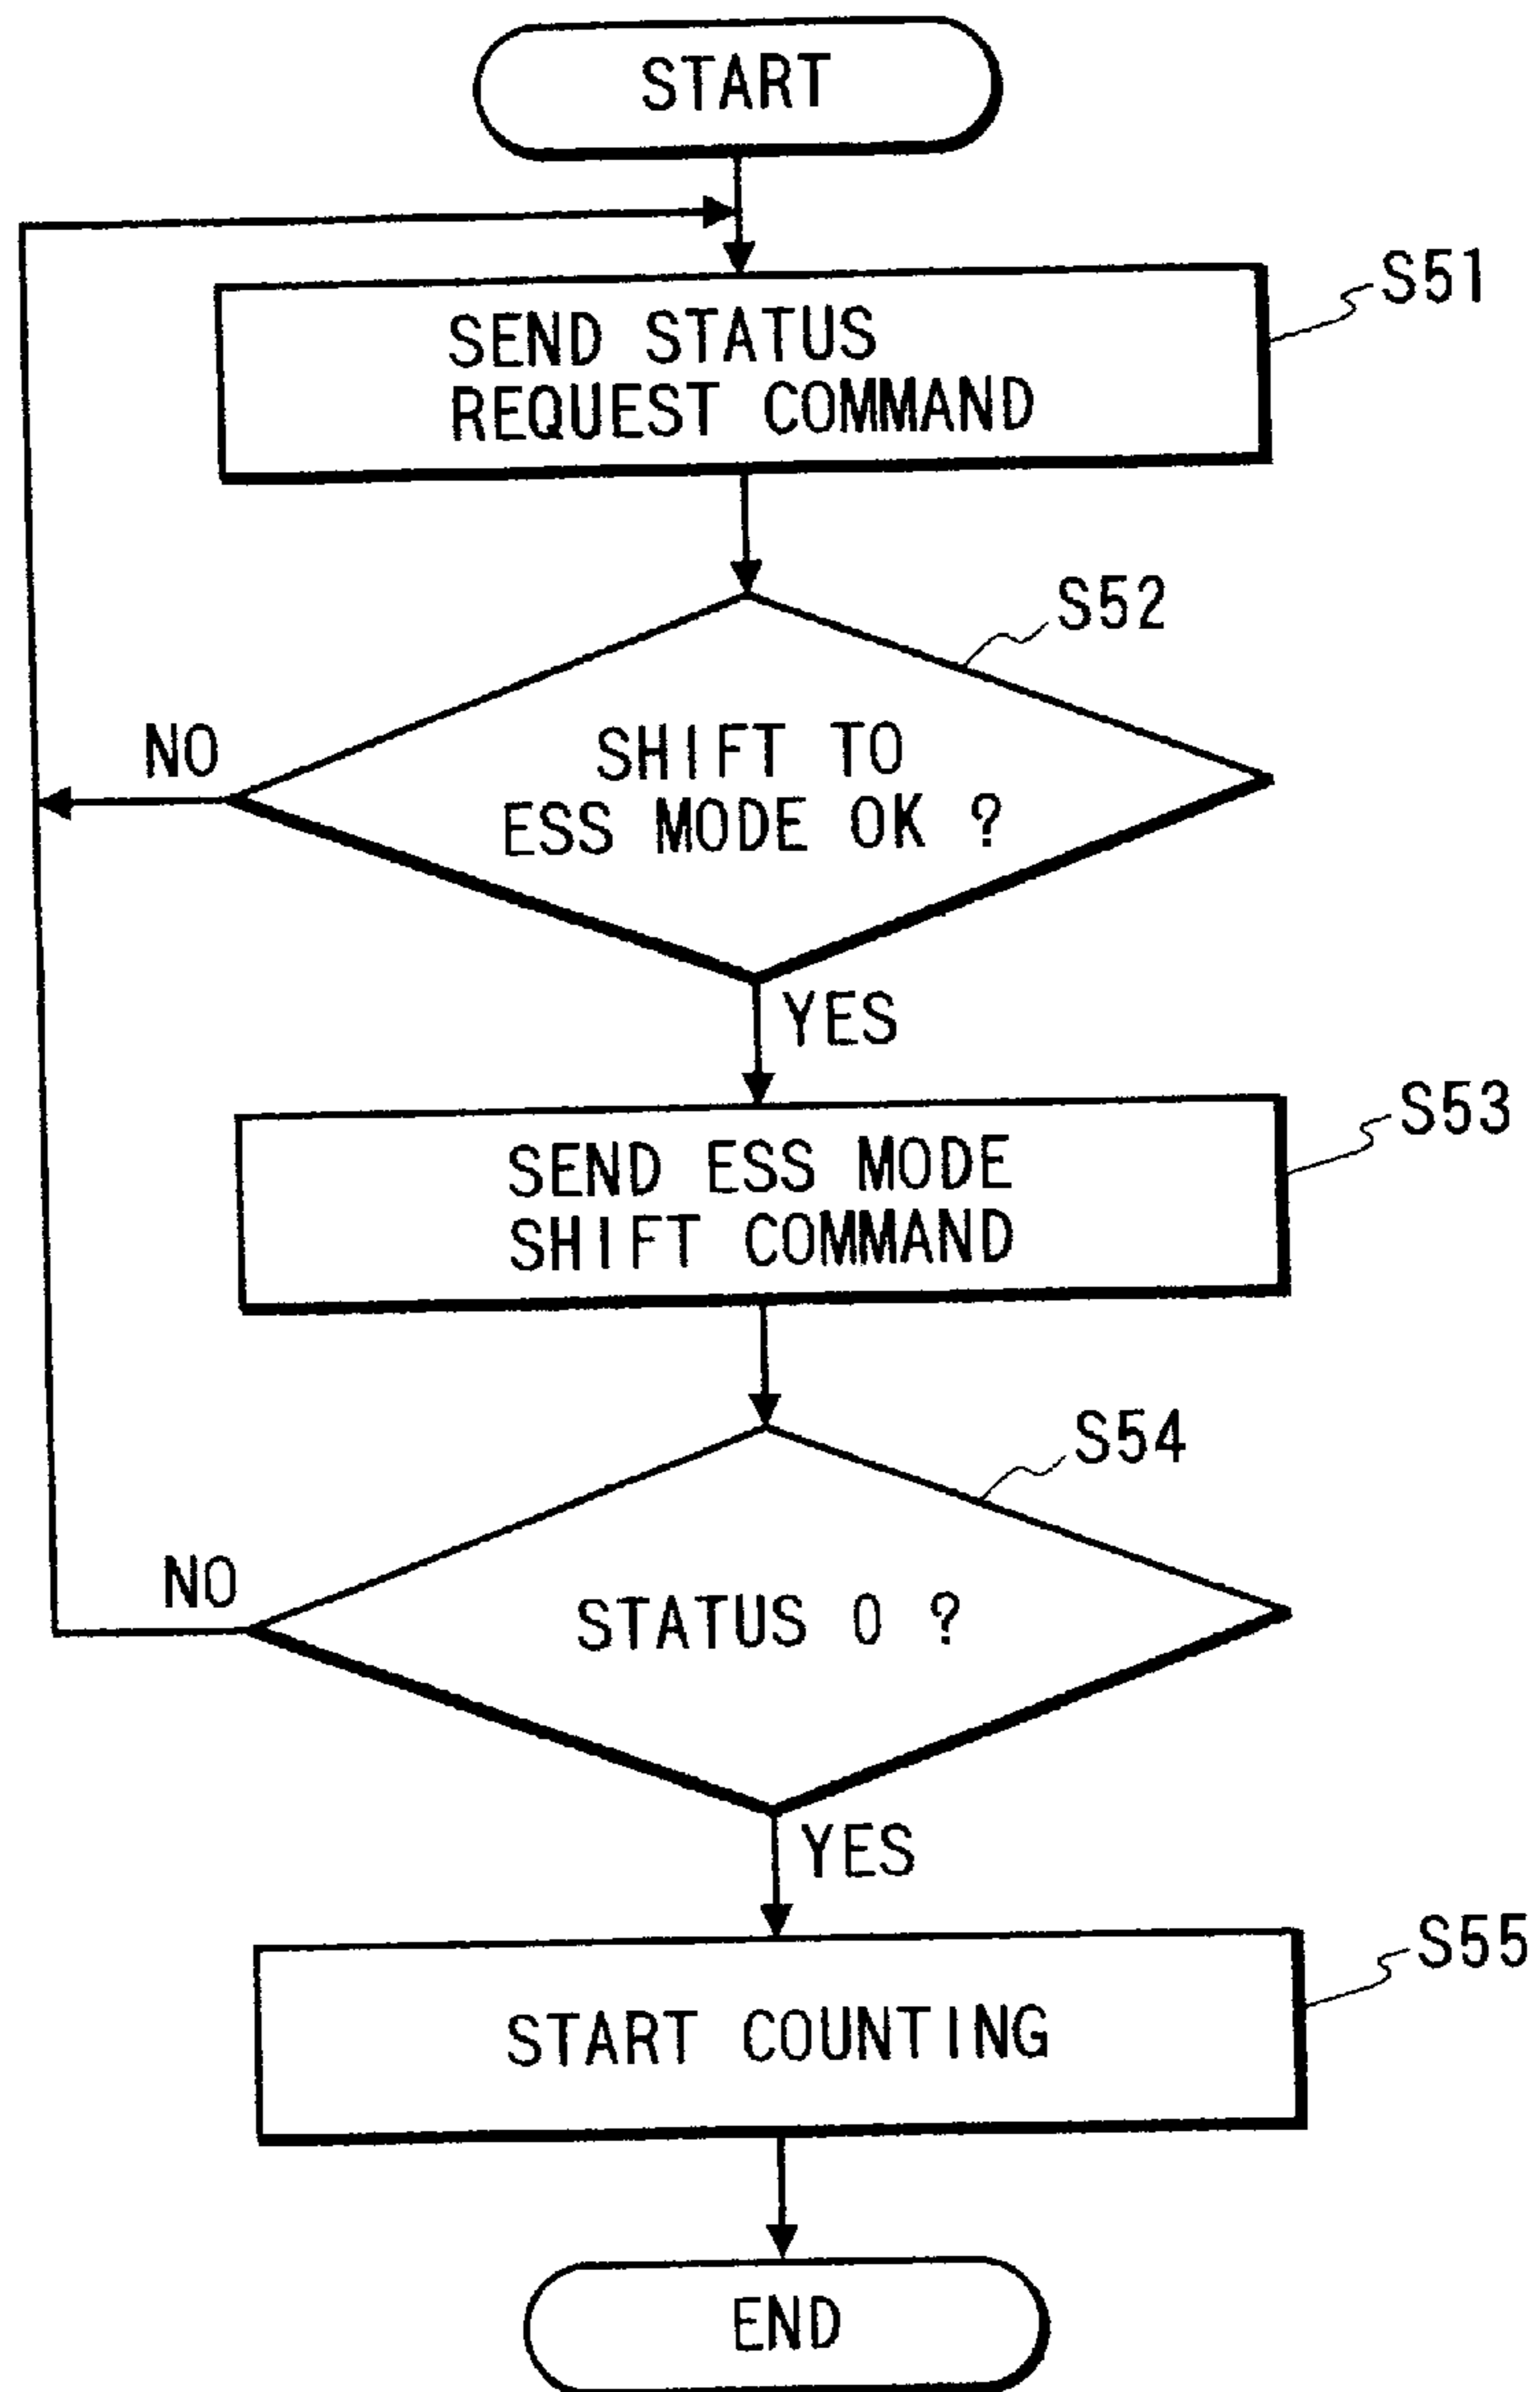 START
S51
SEND STATUS
REQUEST COMMAND
S52
NO
SHIFT TO
ESS MODE OK ?
YES
S53
SEND ESS MODE
SHIFT COMMAND
S54
NO
STATUS 0 ?
YES
S55
START COUNTING
END